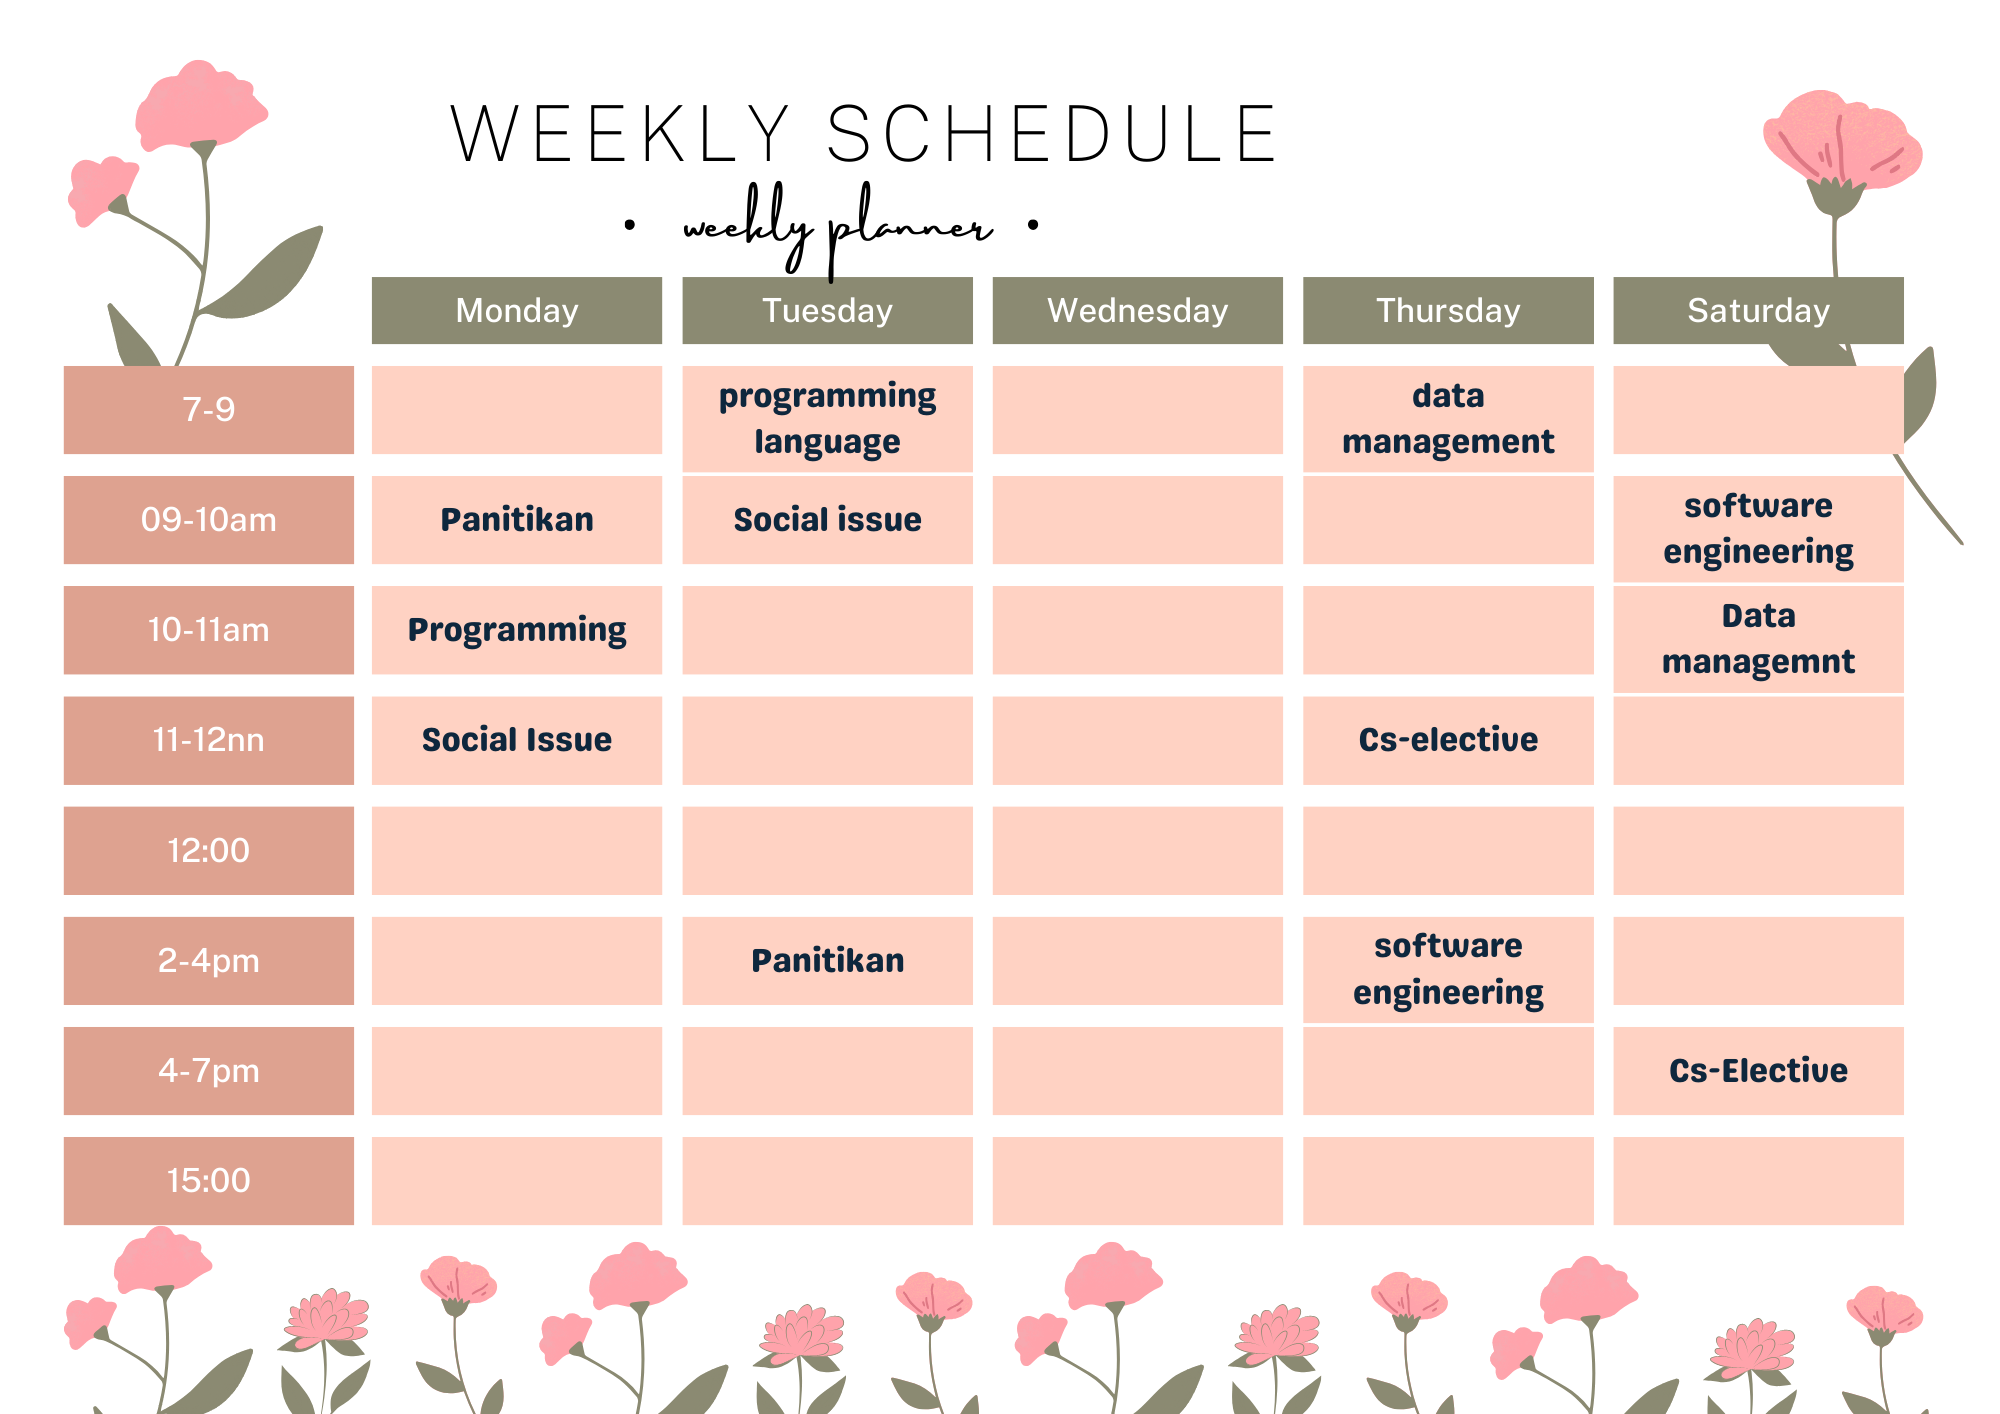 WEEKLY SCHEDULE
• weekly planner •
Monday Tuesday Wednesday Thursday Saturday
7-9 programming data
language management
09-10am Panitikan Social issue software
engineering
10-11am Programming Data
managemnt
11-12nn Social Issue Cs-elective
12:00
2-4pm Panitikan software
engineering
4-7pm Cs-Elective
15:00